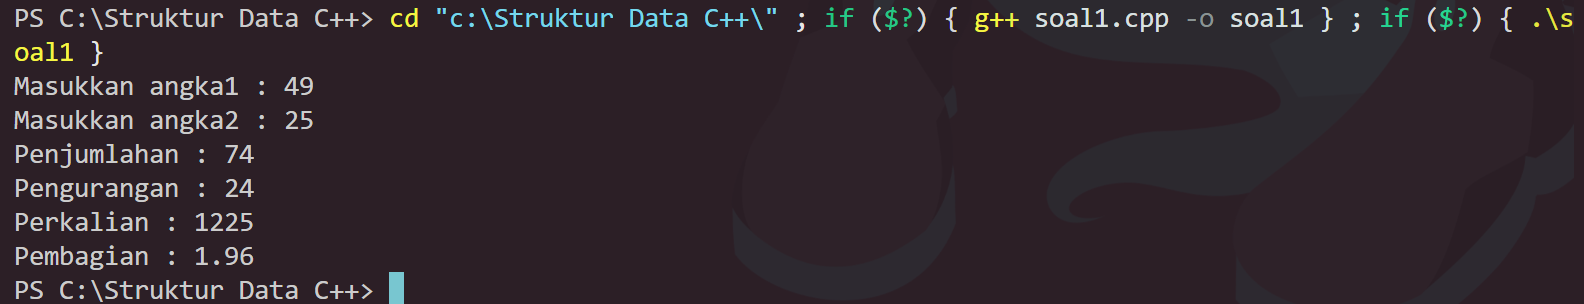 PS C:\Struktur Data C++> cd "c:\Struktur Data C++\" ; if ($?) { g++ soal1.cpp -o soal1 } ; if ($?) { .\s
oal1 }
Masukkan angka1 : 49
Masukkan angka2 : 25
Penjumlahan : 74
Pengurangan : 24
Perkalian : 1225
Pembagian : 1.96
PS C:\Struktur Data C++>